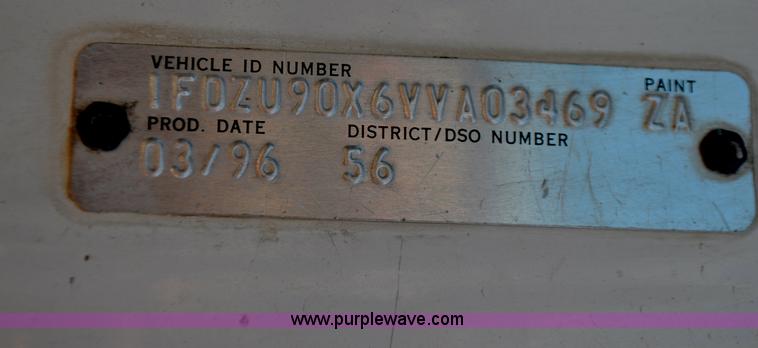 VEHICLE ID NUMBER
PAINT
1FDZU90X6VVA03469 ZA
PROD. DATE DISTRICT/DSO NUMBER
03/96 56
www.purplewave.com